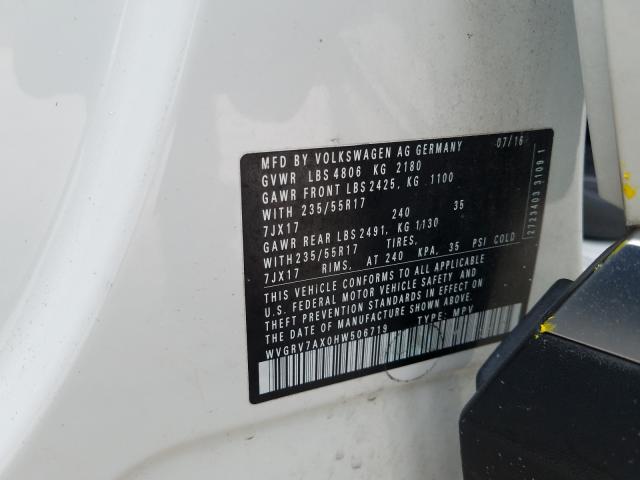 MFD BY VOLKSWAGEN AG GERMANY 07/16
GVWR LBS 4806 KG 2180
GAWR FRONT LBS 2425, KG 1100
WITH 235/55R17
7JX17 240 35
GAWR REAR LBS 2491, KG 1130
WITH 235/55R17 TIRES,
7JX17 RIMS, AT 240 KPA, 35 PSI COLD
THIS VEHICLE CONFORMS TO ALL APPLICABLE
U.S. FEDERAL MOTOR VEHICLE SAFETY AND
THEFT PREVENTION STANDARDS IN EFFECT ON
THE DATE OF MANUFACTURE SHOWN ABOVE.
WVGRV7AX0HW506719 TYPE: MPV
2723403 3109 1